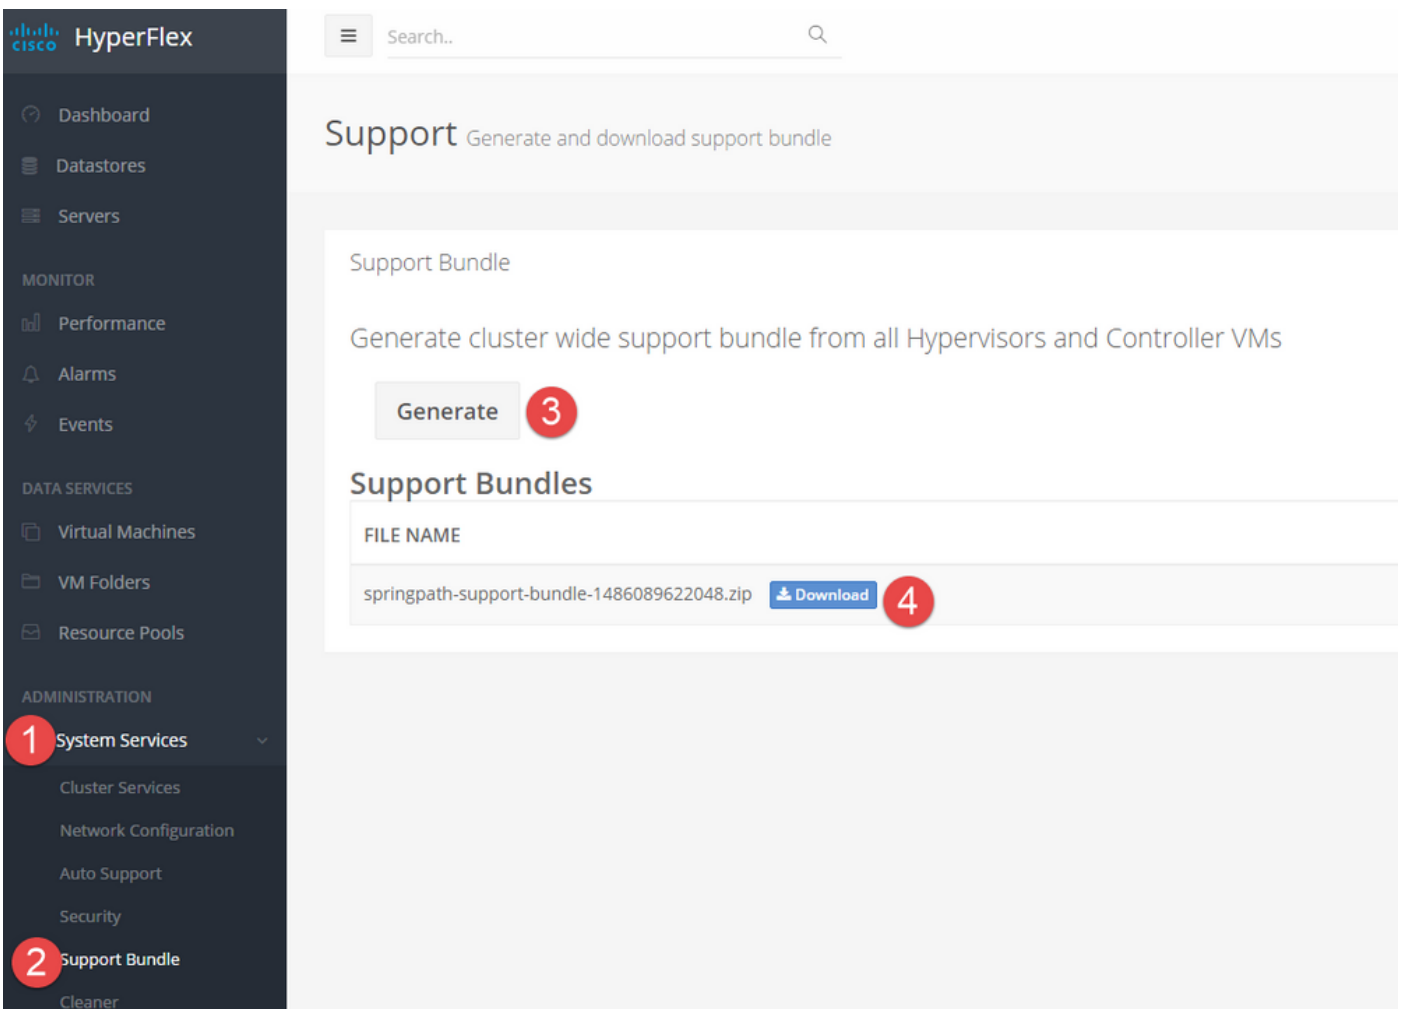 CISCO HyperFlex
Search..
Dashboard
Datastores
Servers
MONITOR
Performance
Alarms
Events
DATA SERVICES
Virtual Machines
VM Folders
Resource Pools
ADMINISTRATION
1 System Services
Cluster Services
Network Configuration
Auto Support
Security
2 Support Bundle
Cleaner
Support Generate and download support bundle
Support Bundle
Generate cluster wide support bundle from all Hypervisors and Controller VMs
Generate 3
Support Bundles
FILE NAME
springpath-support-bundle-1486089622048.zip Download 4